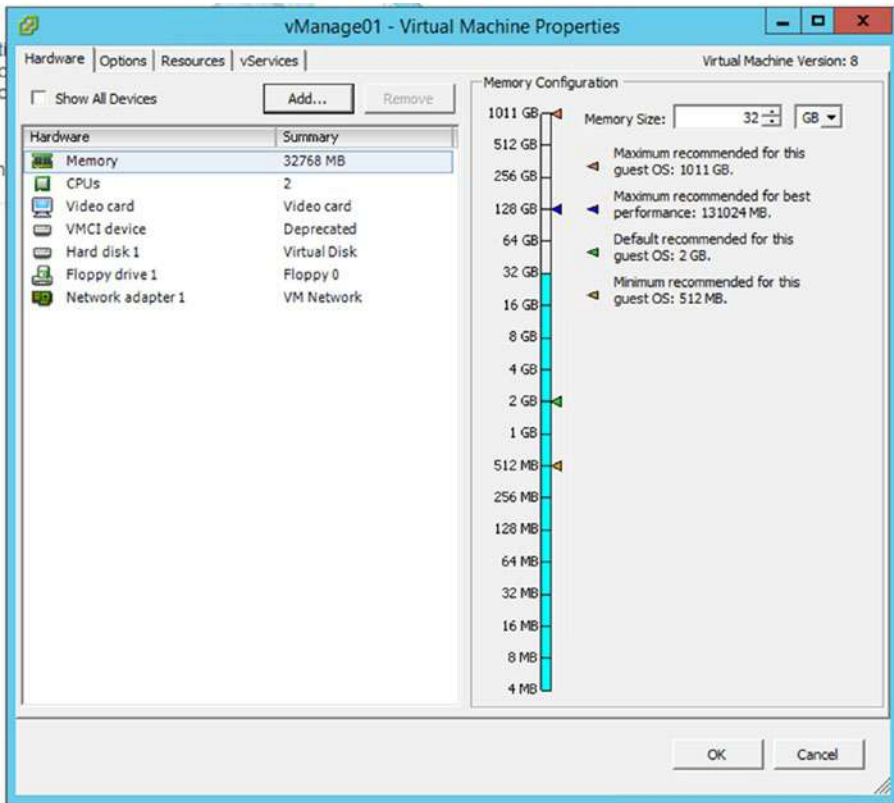 vManage01 - Virtual Machine Properties
Hardware Options Resources vServices
Virtual Machine Version: 8
Show All Devices
Add...
Remove
Hardware Summary
Memory 32768 MB
CPUs 2
Video card Video card
VMCI device Deprecated
Hard disk 1 Virtual Disk
Floppy drive 1 Floppy 0
Network adapter 1 VM Network
Memory Configuration
Memory Size: 32 GB
1011 GB
512 GB
256 GB
128 GB
64 GB
32 GB
16 GB
8 GB
4 GB
2 GB
1 GB
512 MB
256 MB
128 MB
64 MB
32 MB
16 MB
8 MB
4 MB
Maximum recommended for this
guest OS: 1011 GB.
Maximum recommended for best
performance: 131024 MB.
Default recommended for this
guest OS: 2 GB.
Minimum recommended for this
guest OS: 512 MB.
OK Cancel